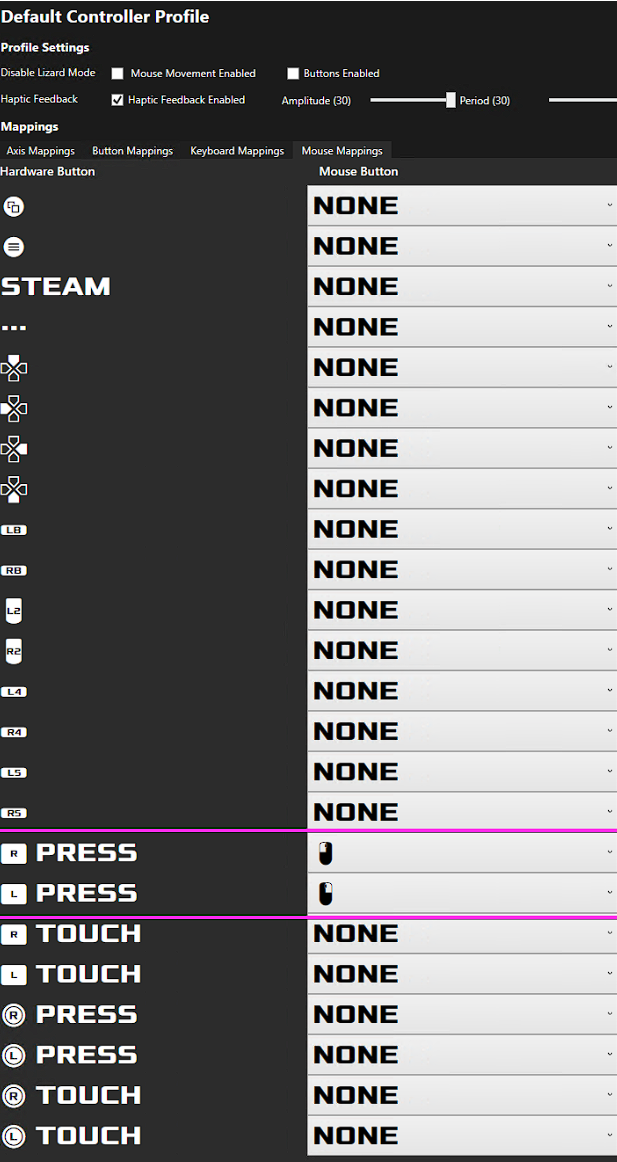 Default Controller Profile
Profile Settings
Disable Lizard Mode Mouse Movement Enabled Buttons Enabled
Haptic Feedback Haptic Feedback Enabled Amplitude (30) Period (30)
Mappings
Axis Mappings Button Mappings Keyboard Mappings Mouse Mappings
Hardware Button Mouse Button
NONE
NONE
STEAM NONE
... NONE
NONE
NONE
NONE
NONE
LB NONE
RB NONE
L2 NONE
R2 NONE
L4 NONE
R4 NONE
L5 NONE
R5 NONE
R PRESS
L PRESS
R TOUCH NONE
L TOUCH NONE
R PRESS NONE
L PRESS NONE
R TOUCH NONE
L TOUCH NONE